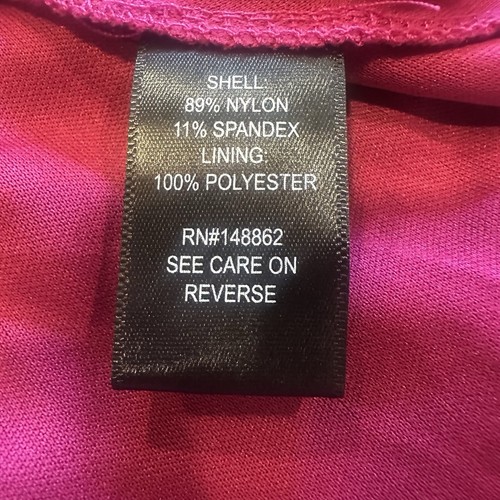 SHELL:
89% NYLON
11% SPANDEX
LINING:
100% POLYESTER
RN#148862
SEE CARE ON
REVERSE